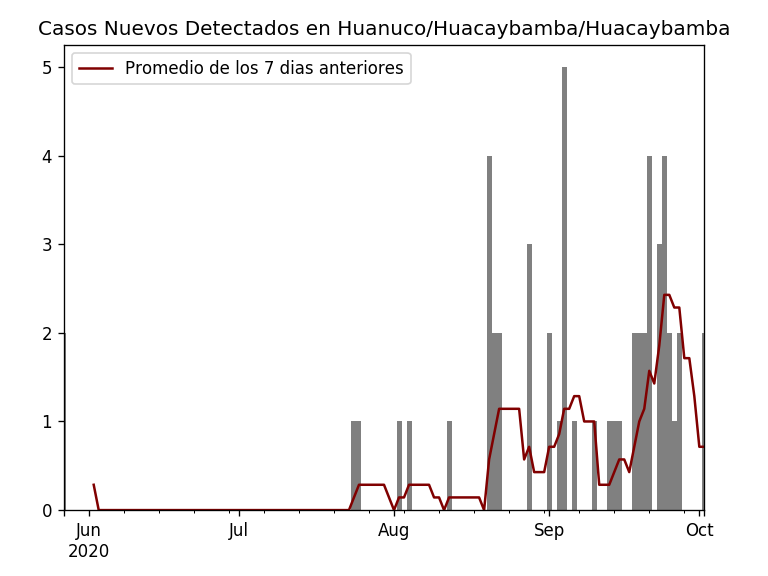 Casos Nuevos Detectados en Huanuco/Huacaybamba/Huacaybamba
Promedio de los 7 dias anteriores
5
4
3
2
1
0
Jun Jul Aug Sep Oct
2020